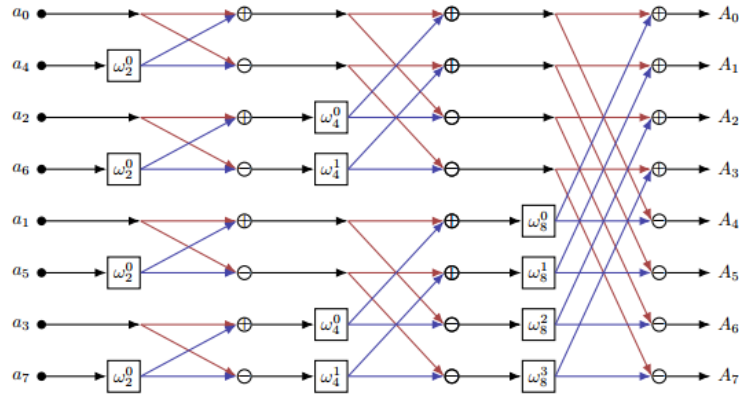 a₀ ⊕ ⊕ ⊕ A₀
a₄ ω₂⁰ ⊖ ⊕ ⊕ A₁
a₂ ⊕ ω₄⁰ ⊖ ⊕ A₂
a₆ ω₂⁰ ⊖ ω₄¹ ⊖ ⊕ A₃
a₁ ⊕ ⊕ ω₈⁰ ⊖ A₄
a₅ ω₂⁰ ⊖ ⊕ ω₈¹ ⊖ A₅
a₃ ⊕ ω₄⁰ ⊖ ω₈² ⊖ A₆
a₇ ω₂⁰ ⊖ ω₄¹ ⊖ ω₈³ ⊖ A₇